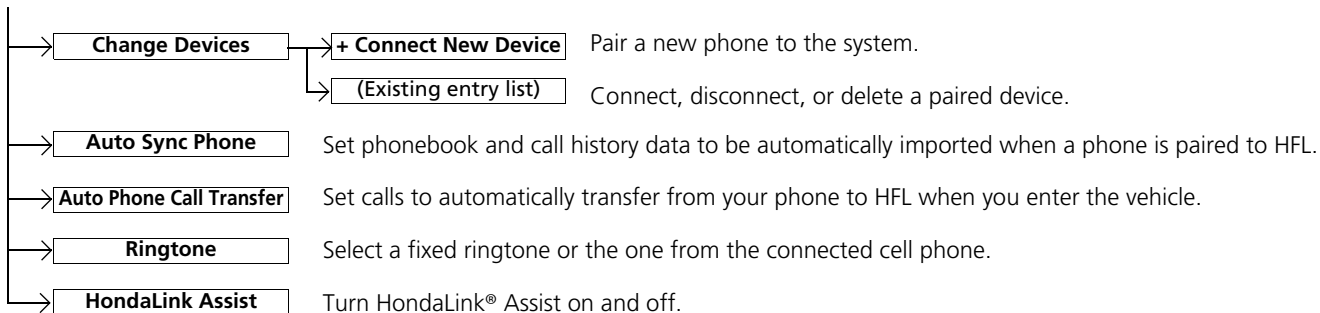 Change Devices
+ Connect New Device
Pair a new phone to the system.
(Existing entry list)
Connect, disconnect, or delete a paired device.
Auto Sync Phone
Set phonebook and call history data to be automatically imported when a phone is paired to HFL.
Auto Phone Call Transfer
Set calls to automatically transfer from your phone to HFL when you enter the vehicle.
Ringtone
Select a fixed ringtone or the one from the connected cell phone.
HondaLink Assist
Turn HondaLink® Assist on and off.